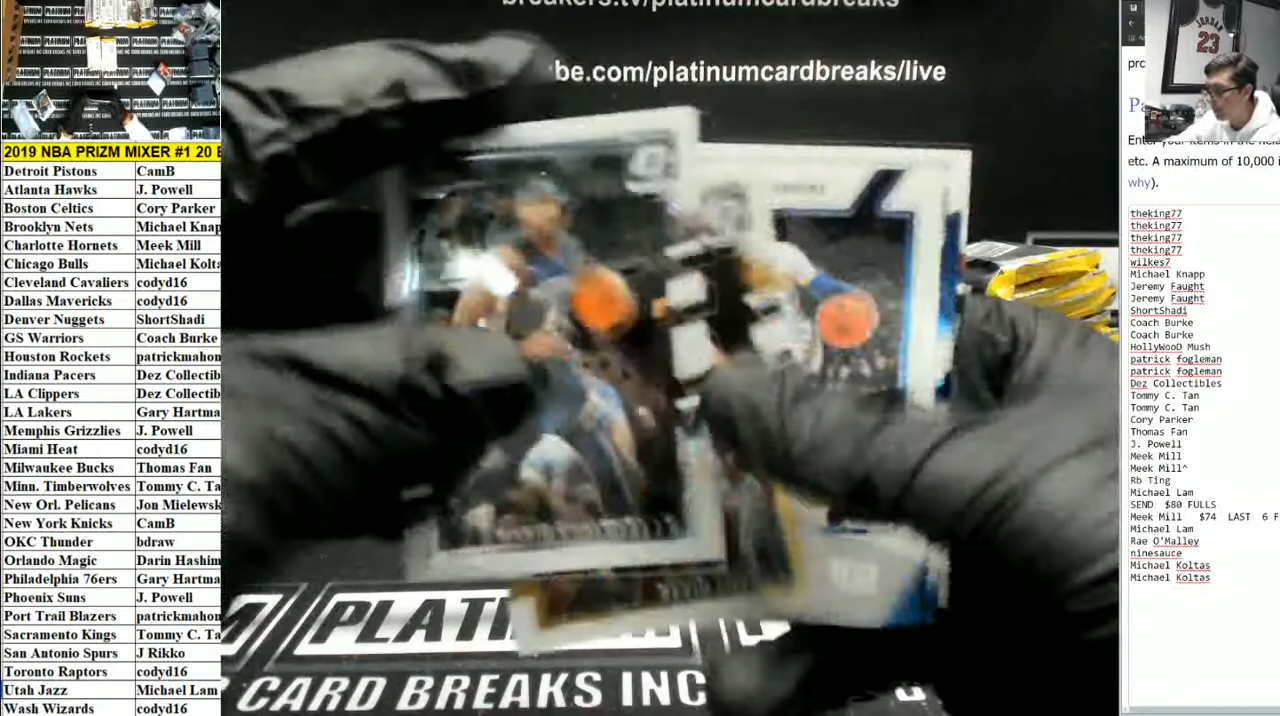 breakers.tv/platinumcardbreaks
be.com/platinumcardbreaks/live
2019 NBA PRIZM MIXER #1 20
Detroit Pistons CamB
Atlanta Hawks J. Powell
Boston Celtics Cory Parker
Brooklyn Nets Michael Knap
Charlotte Hornets Meek Mill
Chicago Bulls Michael Kolta
Cleveland Cavaliers codyd16
Dallas Mavericks codyd16
Denver Nuggets ShortShadi
GS Warriors Coach Burke
Houston Rockets patrickmahon
Indiana Pacers Dez Collectib
LA Clippers Dez Collectib
LA Lakers Gary Hartma
Memphis Grizzlies J. Powell
Miami Heat codyd16
Milwaukee Bucks Thomas Fan
Minn. Timberwolves Tommy C. Ta
New Orl. Pelicans Jon Mielewsk
New York Knicks CamB
OKC Thunder bdraw
Orlando Magic Darin Hashim
Philadelphia 76ers Gary Hartma
Phoenix Suns J. Powell
Port Trail Blazers patrickmahon
Sacramento Kings Tommy C. Ta
San Antonio Spurs J Rikko
Toronto Raptors codyd16
Utah Jazz Michael Lam
Wash Wizards codyd16
PLATI
CARD BREAKS INC
JORDAN
23
prc
Pa
Enter your items in the field
etc. A maximum of 10,000 i
why).
theking77
theking77
theking77
theking77
wilkes7
Michael Knapp
Jeremy Faught
Jeremy Faught
ShortShadi
Coach Burke
Coach Burke
HollyWooD Mush
patrick fogleman
patrick fogleman
Dez Collectibles
Tommy C. Tan
Tommy C. Tan
Cory Parker
Thomas Fan
J. Powell
Meek Mill
Meek Mill^
Rb Ting
Michael Lam
SEND $80 FULLS
Meek Mill $74 LAST 6 F
Michael Lam
Rae O'Malley
ninesauce
Michael Koltas
Michael Koltas